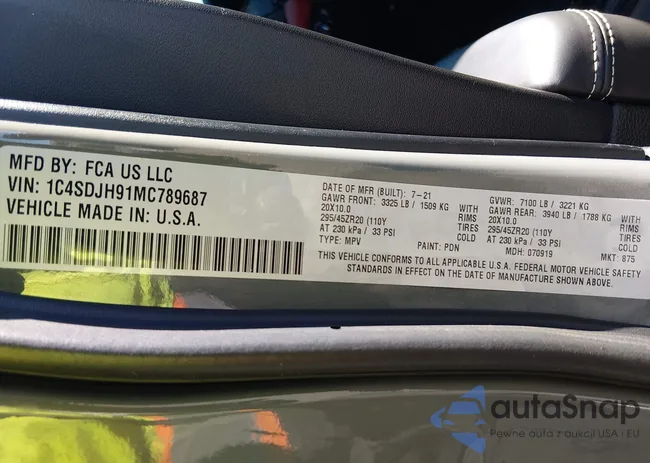 MFD BY: FCA US LLC
VIN: 1C4SDJH91MC789687
VEHICLE MADE IN: U.S.A.
DATE OF MFR (BUILT): 7-21
GAWR FRONT: 3325 LB / 1509 KG WITH
20X10.0 RIMS
295/45ZR20 (110Y TIRES
AT 230 kPa / 33 PSI COLD
TYPE: MPV PAINT: PDN
GVWR: 7100 LB / 3221 KG
GAWR REAR: 3940 LB / 1788 KG WITH
20X10.0 RIMS
295/45ZR20 (110Y TIRES
AT 230 kPa / 33 PSI COLD
MDH: 070919 MKT: 875
THIS VEHICLE CONFORMS TO ALL APPLICABLE U.S.A. FEDERAL MOTOR VEHICLE SAFETY
STANDARDS IN EFFECT ON THE DATE OF MANUFACTURE SHOWN ABOVE.
autaSnap
Pewne auta z aukcji USA i EU